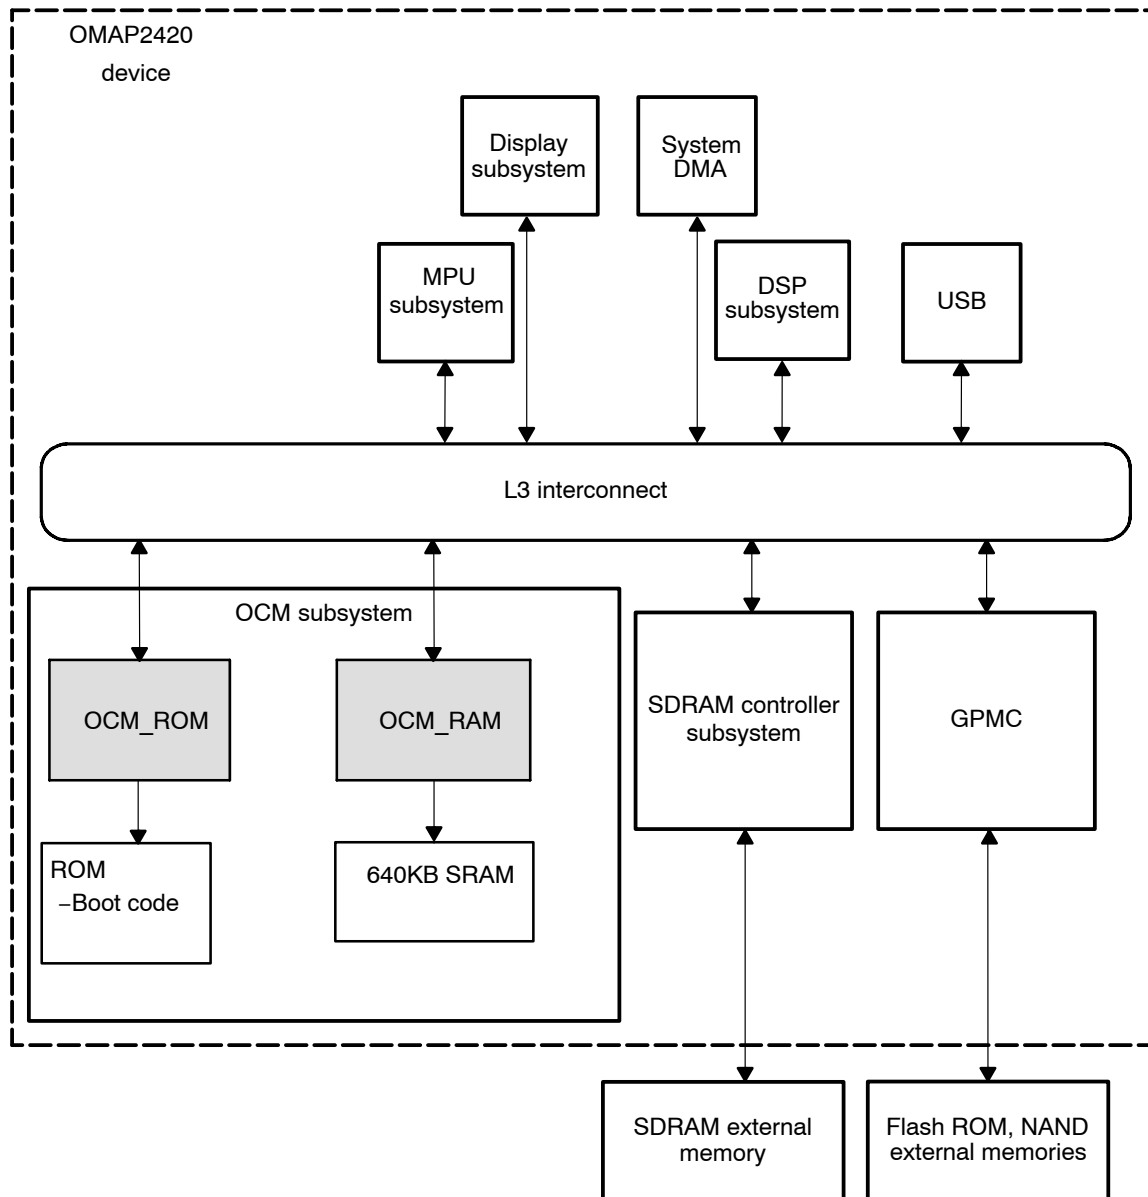 OMAP2420
device
Display
subsystem
System
DMA
MPU
subsystem
DSP
subsystem
USB
L3 interconnect
OCM subsystem
OCM_ROM
OCM_RAM
SDRAM controller
subsystem
GPMC
ROM
−Boot code
640KB SRAM
SDRAM external
memory
Flash ROM, NAND
external memories